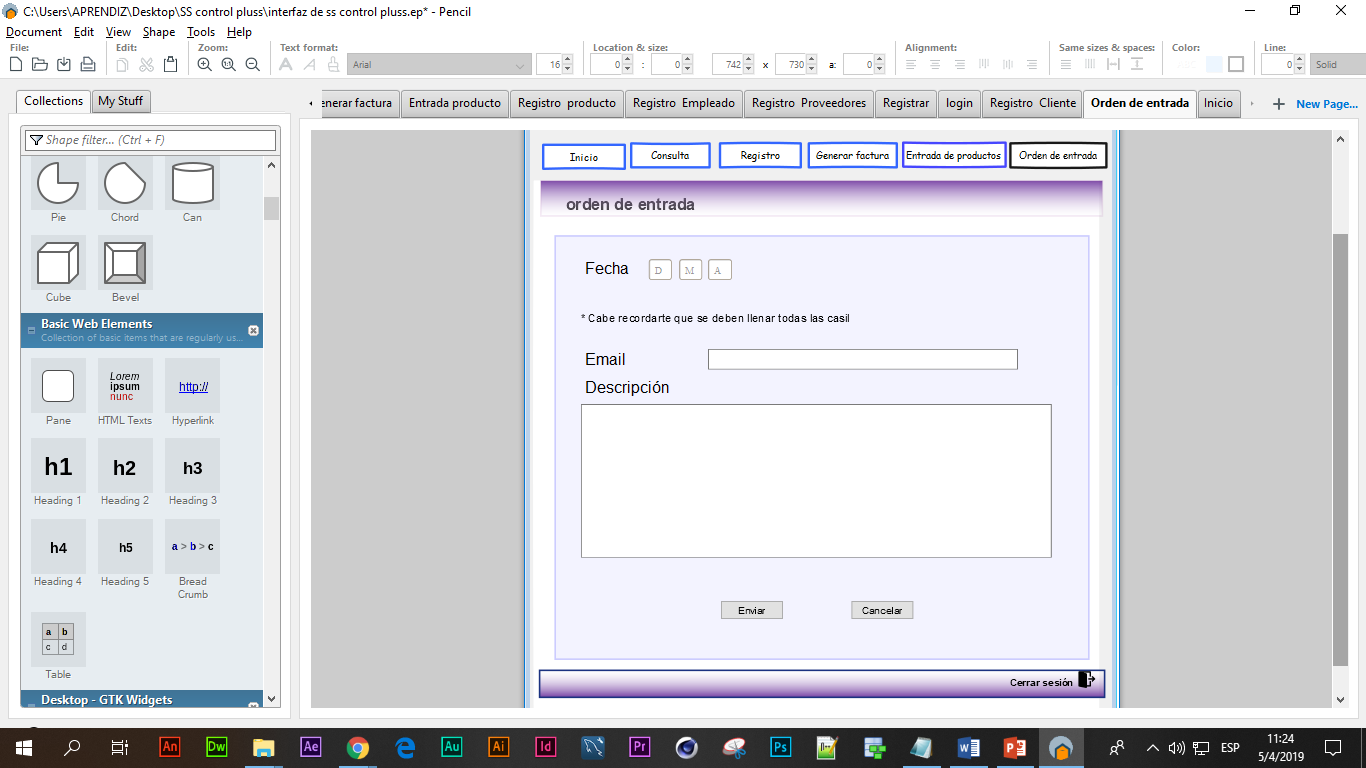 C:\Users\APRENDIZ\Desktop\SS control pluss\interfaz de ss control pluss.ep* - Pencil
Document Edit View Shape Tools Help
File: Edit: Zoom: Text format: Location & size: Alignment: Same sizes & spaces: Color: Line:
Arial 16 0 : 0 742 x 730 a: 0 0 Solid
Collections My Stuff
enerar factura Entrada producto Registro producto Registro Empleado Registro Proveedores Registrar login Registro Cliente Orden de entrada Inicio New Page...
Shape filter... (Ctrl + F)
Pie Chord Can
Cube Bevel
Basic Web Elements
Collection of basic items that are regularly us...
Lorem
ipsum
nunc
http://
Pane HTML Texts Hyperlink
h1 h2 h3
Heading 1 Heading 2 Heading 3
h4 h5 a > b > c
Heading 4 Heading 5 Bread
Crumb
a b
c d
Table
Desktop - GTK Widgets
Inicio Consulta Registro Generar factura Entrada de productos Orden de entrada
orden de entrada
Fecha D M A
* Cabe recordarte que se deben llenar todas las casil
Email
Descripción
Enviar Cancelar
Cerrar sesión
An Dw Ae Au Ai Id Pr Ps
ESP
11:24
5/4/2019